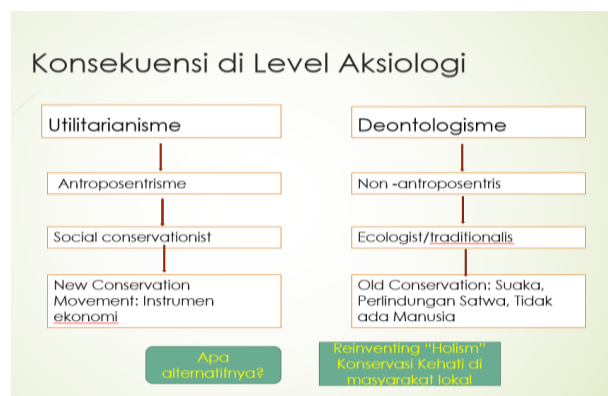 Konsekuensi di Level Aksiologi
Utilitarianisme
Deontologisme
Antroposentrisme
Non -antroposentris
Social conservationist
Ecologist/traditionalis
New Conservation
Movement: Instrumen
ekonomi
Old Conservation: Suaka,
Perlindungan Satwa, Tidak
ada Manusia
Apa
alternatifnya?
Reinventing "Holism"
Konservasi Kehati di
masyarakat lokal